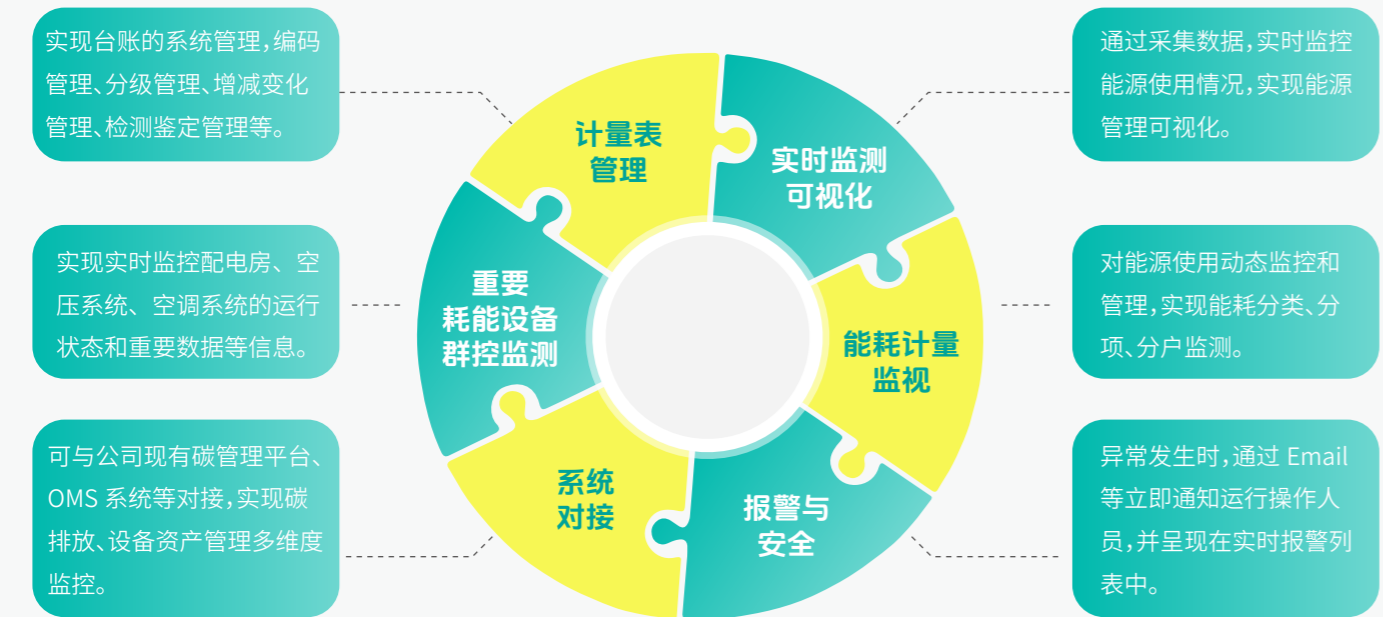 实现台账的系统管理，编码
管理、分级管理、增减变化
管理、检测鉴定管理等。
计量表
管理
实时监测
可视化
通过采集数据，实时监控
能源使用情况，实现能源
管理可视化。
实现实时监控配电房、空
压系统、空调系统的运行
状态和重要数据等信息。
重要
耗能设备
群控监测
能耗计量
监视
对能源使用动态监控和
管理，实现能耗分类、分
项、分户监测。
可与公司现有碳管理平台、
OMS 系统等对接，实现碳
排放、设备资产管理多维度
监控。
系统
对接
报警与
安全
异常发生时，通过 Email
等立即通知运行操作人
员，并呈现在实时报警列
表中。